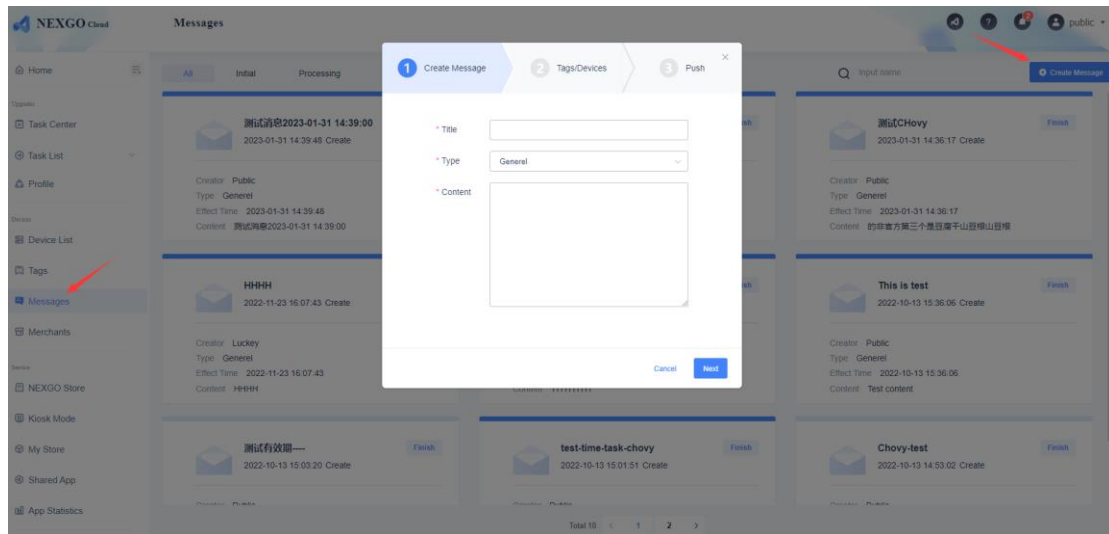 NEXGO Cloud
Messages
2
public
Home
All
Initial
Processing
Input name
Create Message
1 Create Message
2 Tags/Devices
3 Push
Upgrade
Task Center
Task List
Profile
Device List
Tags
Messages
Merchants
NEXGO Store
Kiosk Mode
My Store
Shared App
App Statistics
* Title
* Type
Generel
* Content
Cancel
Next
测试消息2023-01-31 14:39:00
2023-01-31 14:39:48 Create
Creator Public
Type Generel
Effect Time 2023-01-31 14:39:48
Content 测试消息2023-01-31 14:39:00
测试CHovy
Finish
2023-01-31 14:36:17 Create
Creator Public
Type Generel
Effect Time 2023-01-31 14:36:17
HHHH
2022-11-23 16:07:43 Create
Creator Luckey
Type Generel
Effect Time 2022-11-23 16:07:43
Content HHHH
This is test
Finish
2022-10-13 15:36:06 Create
Creator Public
Type Generel
Effect Time 2022-10-13 15:36:06
Content Test content
测试有效期----
Finish
2022-10-13 15:03:20 Create
test-time-task-chovy
Finish
2022-10-13 15:01:51 Create
Chovy-test
Finish
2022-10-13 14:53:02 Create
Total 10 < 1 2 >